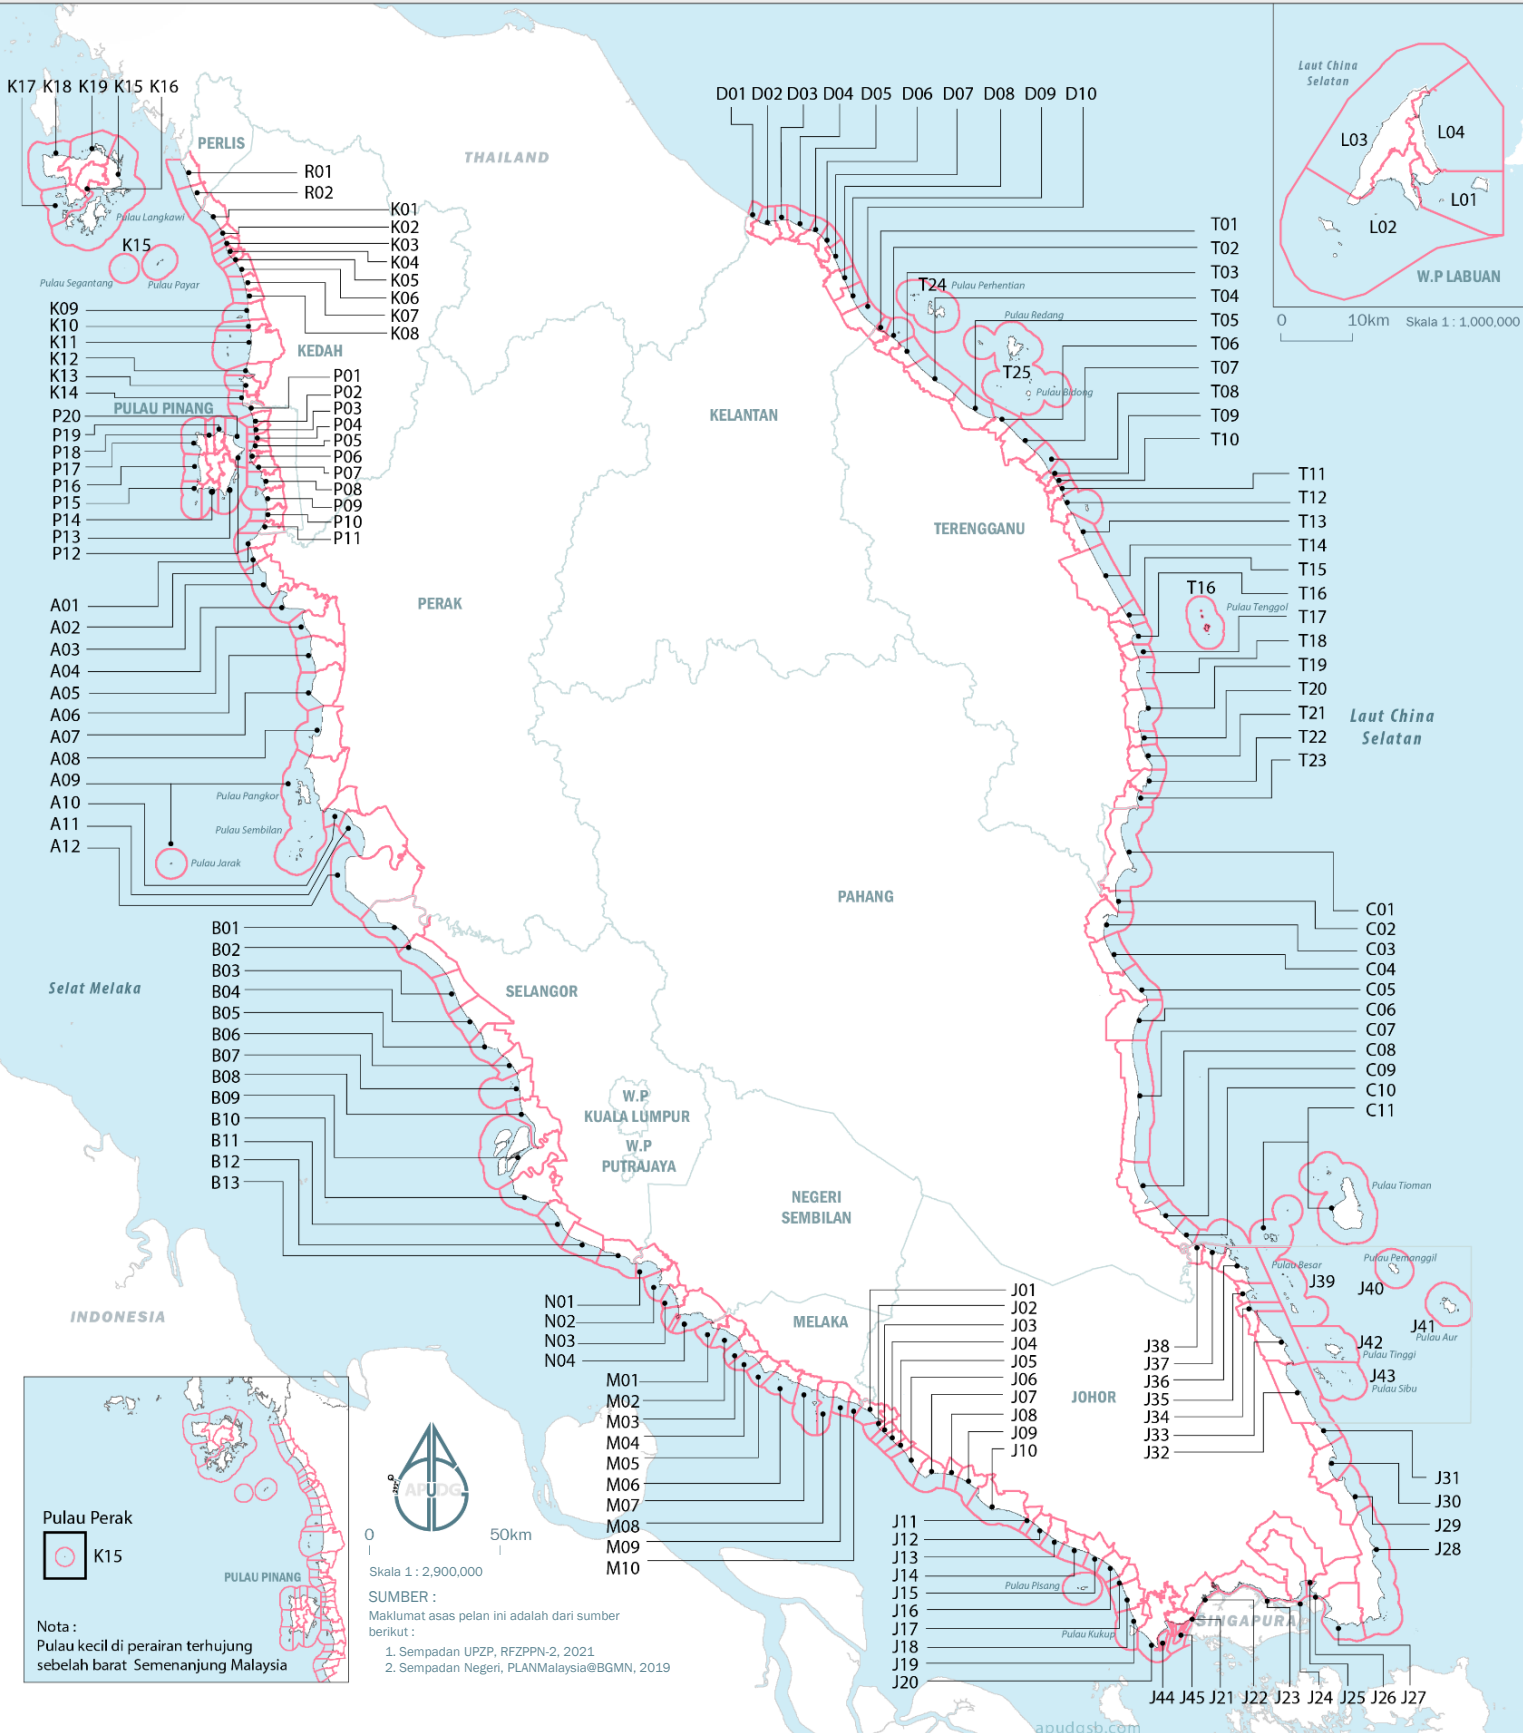 K17 K18 K19 K15 K16
PERLIS
THAILAND
R01
R02
Pulau Langkawi
K15
Pulau Segantang
Pulau Payar
K01
K02
K03
K04
K05
K06
K07
K08
K09
K10
K11
K12
K13
K14
KEDAH
PULAU PINANG
P20
P19
P18
P17
P16
P15
P14
P13
P12
P01
P02
P03
P04
P05
P06
P07
P08
P09
P10
P11
A01
A02
A03
A04
A05
A06
A07
A08
A09
A10
A11
A12
PERAK
Pulau Pangkor
Pulau Sembilan
Pulau Jarak
D01 D02 D03 D04 D05 D06 D07 D08 D09 D10
KELANTAN
T01
T02
T03
T04
T05
T06
T07
T08
T09
T10
T24
Pulau Perhentian
Pulau Redang
T25
Pulau Bidong
T11
T12
T13
T14
T15
T16
T17
T18
T19
T20
T21
T22
T23
T16
Pulau Tenggol
TERENGGANU
Laut China
Selatan
Laut China
Selatan
L03
L04
L01
L02
W.P LABUAN
0 10km Skala 1 : 1,000,000
PAHANG
C01
C02
C03
C04
C05
C06
C07
C08
C09
C10
C11
Pulau Tioman
Selat Melaka
B01
B02
B03
B04
B05
B06
B07
B08
B09
B10
B11
B12
B13
SELANGOR
W.P
KUALA LUMPUR
W.P
PUTRAJAYA
NEGERI
SEMBILAN
INDONESIA
N01
N02
N03
N04
MELAKA
M01
M02
M03
M04
M05
M06
M07
M08
M09
M10
J01
J02
J03
J04
J05
J06
J07
J08
J09
J10
JOHOR
J38
J37
J36
J35
J34
J33
J32
Pulau Besar
J39
Pulau Pemanggil
J40
J41
Pulau Aur
J42
Pulau Tinggi
J43
Pulau Sibu
J31
J30
J29
J28
J11
J12
J13
J14
J15
J16
J17
J18
J19
J20
Pulau Pisang
Pulau Kukup
SINGAPURA
J44 J45 J21 J22 J23 J24 J25 J26 J27
Pulau Perak
K15
PULAU PINANG
Nota :
Pulau kecil di perairan terhujung
sebelah barat Semenanjung Malaysia
APUDG
0 50km
Skala 1 : 2,900,000
SUMBER :
Maklumat asas pelan ini adalah dari sumber
berikut :
1. Sempadan UPZP, RFZPPN-2, 2021
2. Sempadan Negeri, PLANMalaysia@BGMN, 2019
apudgsb.com